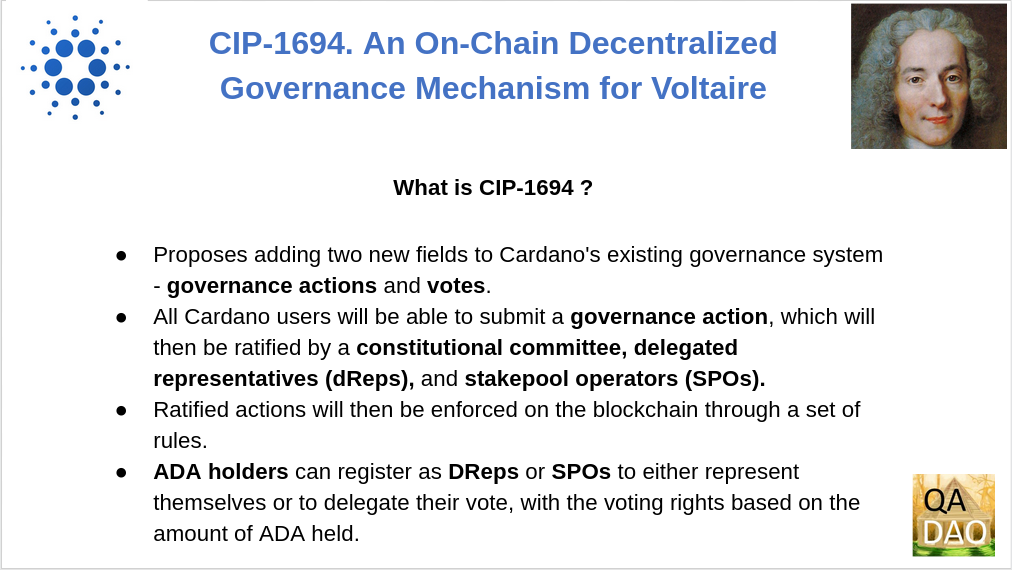 CIP-1694. An On-Chain Decentralized
Governance Mechanism for Voltaire
What is CIP-1694 ?
● Proposes adding two new fields to Cardano's existing governance system
- governance actions and votes.
● All Cardano users will be able to submit a governance action, which will
then be ratified by a constitutional committee, delegated
representatives (dReps), and stakepool operators (SPOs).
● Ratified actions will then be enforced on the blockchain through a set of
rules.
● ADA holders can register as DReps or SPOs to either represent
themselves or to delegate their vote, with the voting rights based on the
amount of ADA held.
QA
DAO